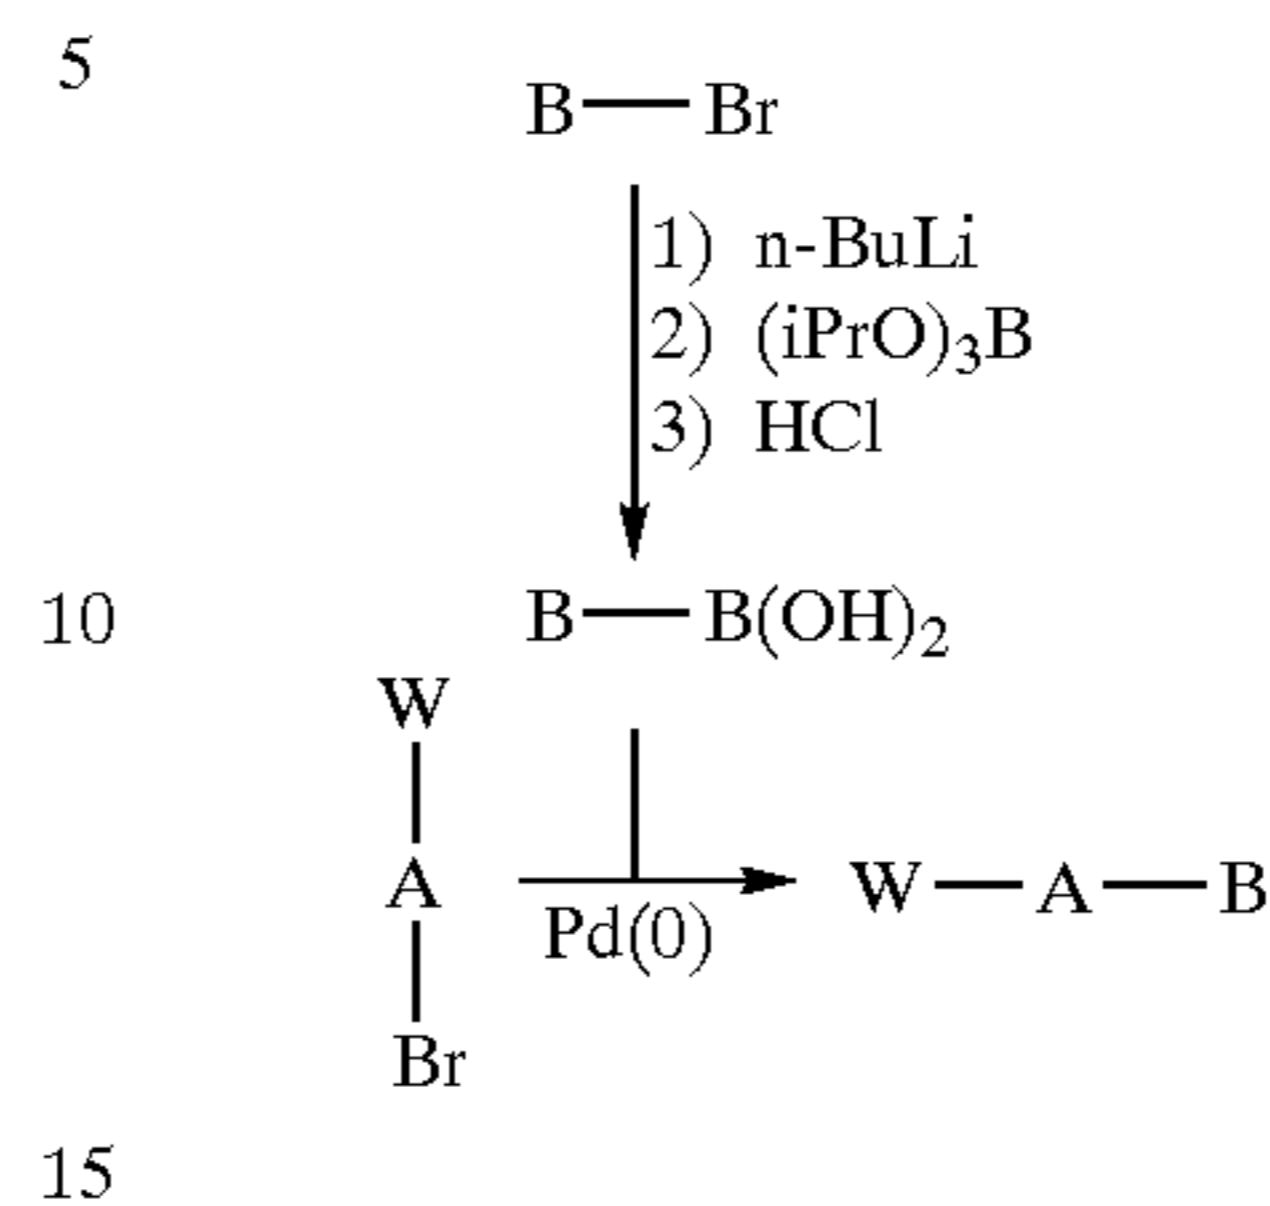 5
B—Br
1) n-BuLi
2) (iPrO)₃B
3) HCl
10
B—B(OH)₂
W
A
Br
Pd(0)
W—A—B
15